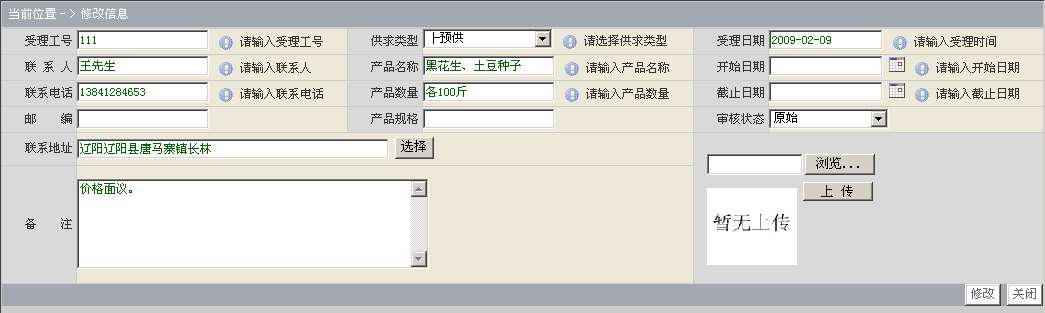 当前位置 - > 修改信息
受理工号 111 请输入受理工号 供求类型 ├预供 请选择供求类型 受理日期 2009-02-09 请输入受理时间
联 系 人 王先生 请输入联系人 产品名称 黑花生、土豆种子 请输入产品名称 开始日期 请输入开始日期
联系电话 13841284653 请输入联系电话 产品数量 各100斤 请输入产品数量 截止日期 请输入截止日期
邮 编 产品规格 审核状态 原始
联系地址 辽阳辽阳县唐马寨镇长林 选择
浏览...
价格面议。
上 传
备 注
暂无上传
修改 关闭